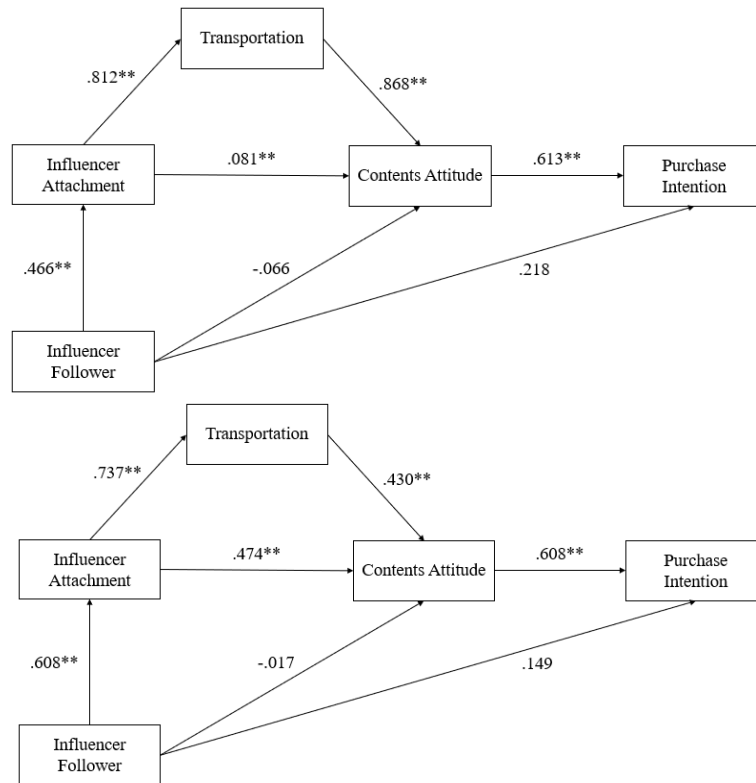 Transportation
.812**
.868**
Influencer
Attachment
.081**
Contents Attitude
.613**
Purchase
Intention
.466**
-.066
.218
Influencer
Follower
Transportation
.737**
.430**
Influencer
Attachment
.474**
Contents Attitude
.608**
Purchase
Intention
.608**
-.017
.149
Influencer
Follower